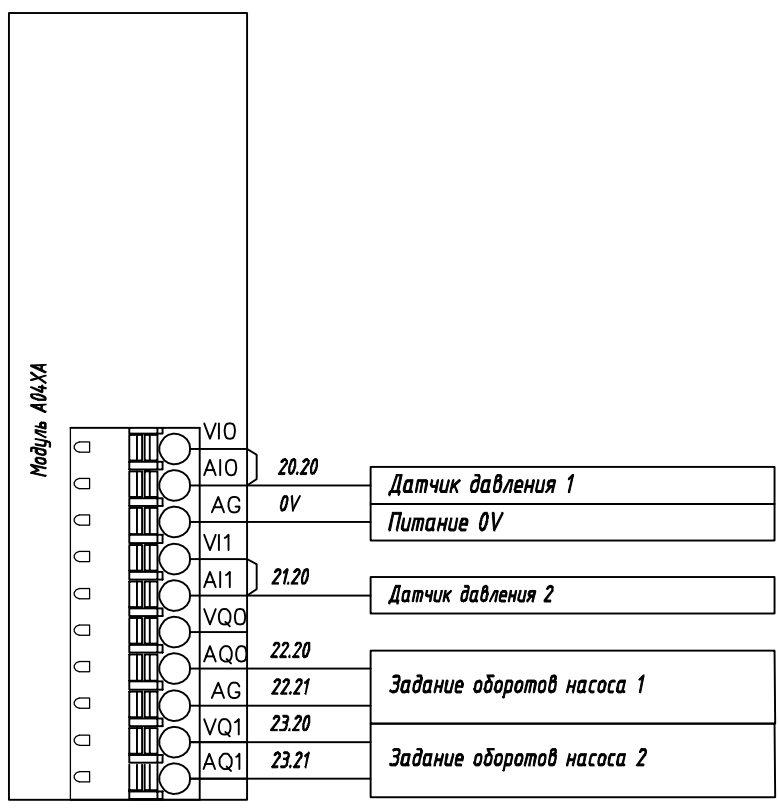 Модуль A04XA
VI0
AI0 20.20 Датчик давления 1
AG 0V Питание 0V
VI1
AI1 21.20 Датчик давления 2
VQ0
AQ0 22.20
Задание оборотов насоса 1
AG 22.21
VQ1 23.20
Задание оборотов насоса 2
AQ1 23.21